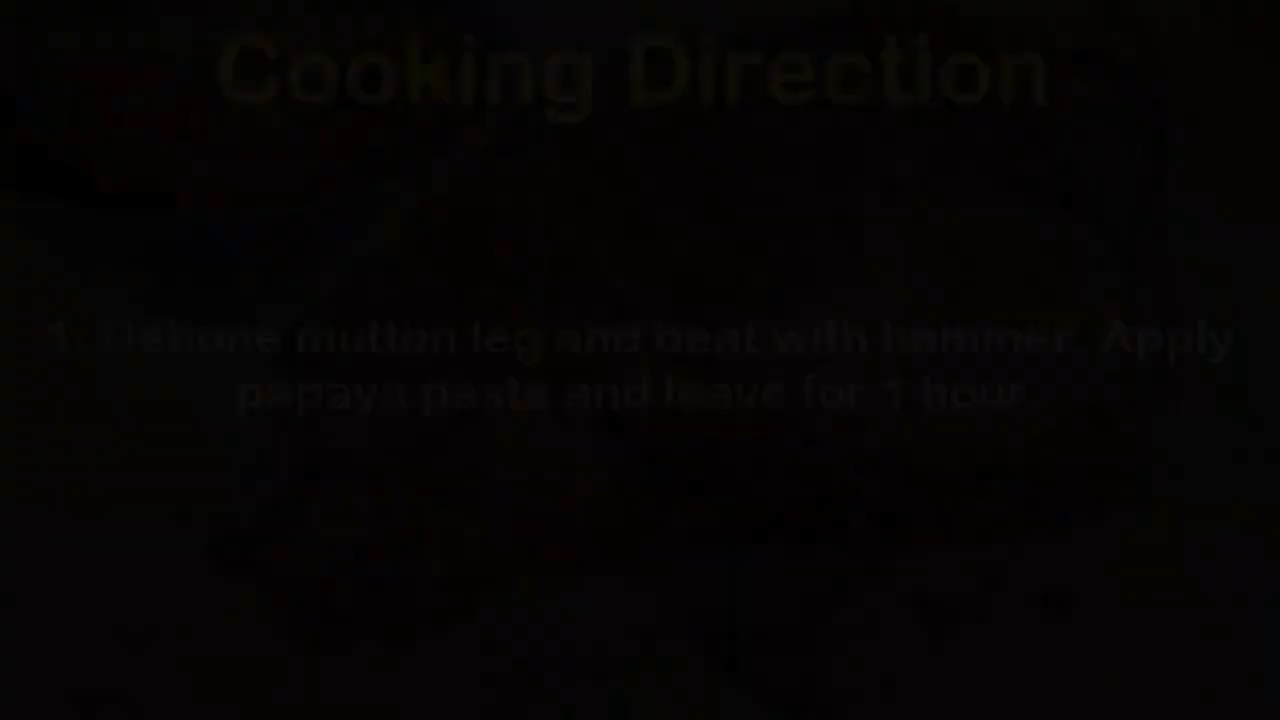 Cooking Direction
1. Debone mutton leg and beat with hammer. Apply
papaya paste and leave for 1 hour.